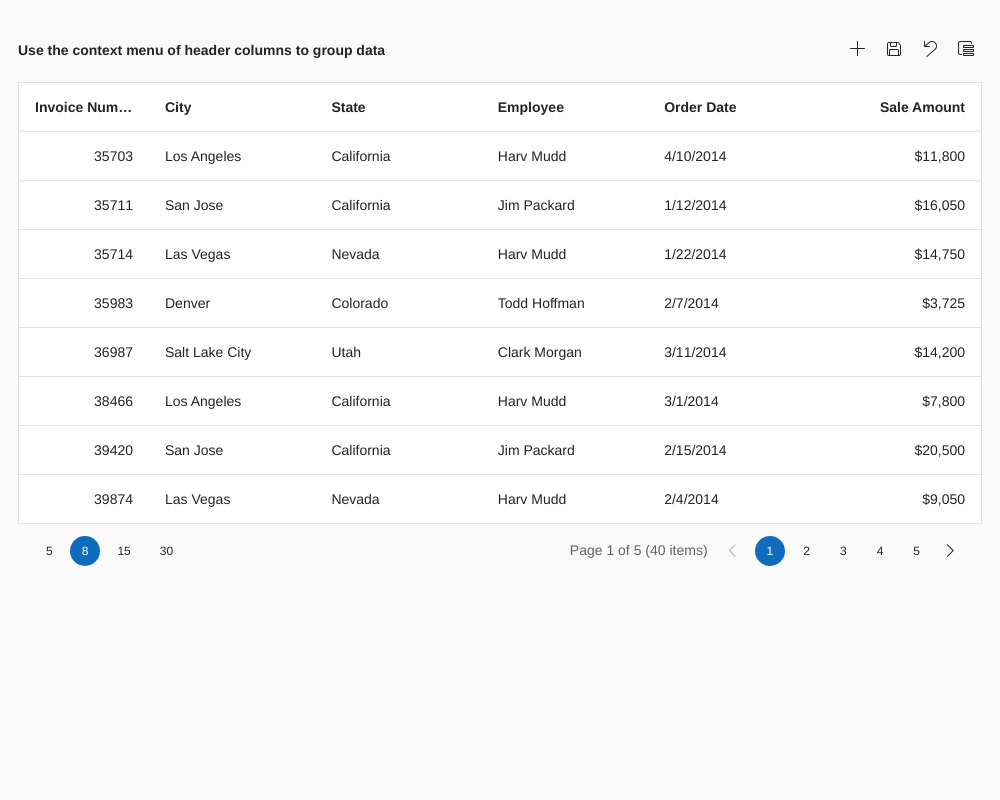 Use the context menu of header columns to group data
Invoice Num... City State Employee Order Date Sale Amount
35703 Los Angeles California Harv Mudd 4/10/2014 $11,800
35711 San Jose California Jim Packard 1/12/2014 $16,050
35714 Las Vegas Nevada Harv Mudd 1/22/2014 $14,750
35983 Denver Colorado Todd Hoffman 2/7/2014 $3,725
36987 Salt Lake City Utah Clark Morgan 3/11/2014 $14,200
38466 Los Angeles California Harv Mudd 3/1/2014 $7,800
39420 San Jose California Jim Packard 2/15/2014 $20,500
39874 Las Vegas Nevada Harv Mudd 2/4/2014 $9,050
5 8 15 30 Page 1 of 5 (40 items) 1 2 3 4 5